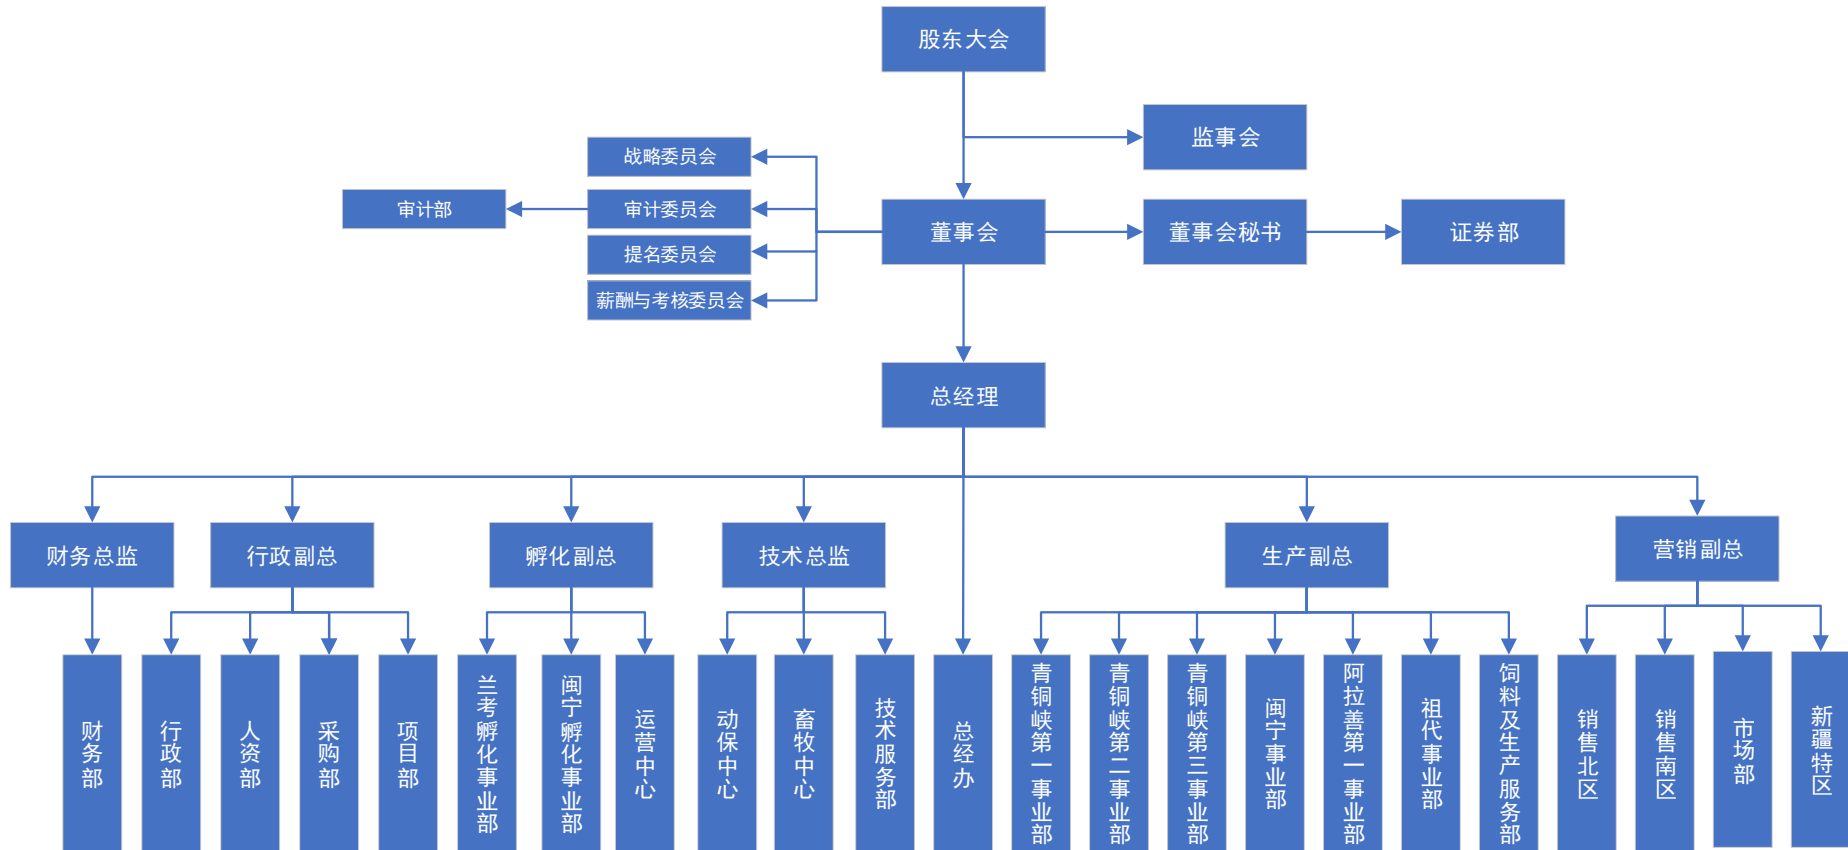 股东大会
监事会
战略委员会
审计部
审计委员会
董事会
董事会秘书
证券部
提名委员会
薪酬与考核委员会
总经理
财务总监
行政副总
孵化副总
技术总监
生产副总
营销副总
财务部
行政部
人资部
采购部
项目部
兰考孵化事业部
闽宁孵化事业部
运营中心
动保中心
畜牧中心
技术服务部
总经办
青铜峡第一事业部
青铜峡第二事业部
青铜峡第三事业部
闽宁事业部
阿拉善第一事业部
祖代事业部
饲料及生产服务部
销售北区
销售南区
市场部
新疆特区